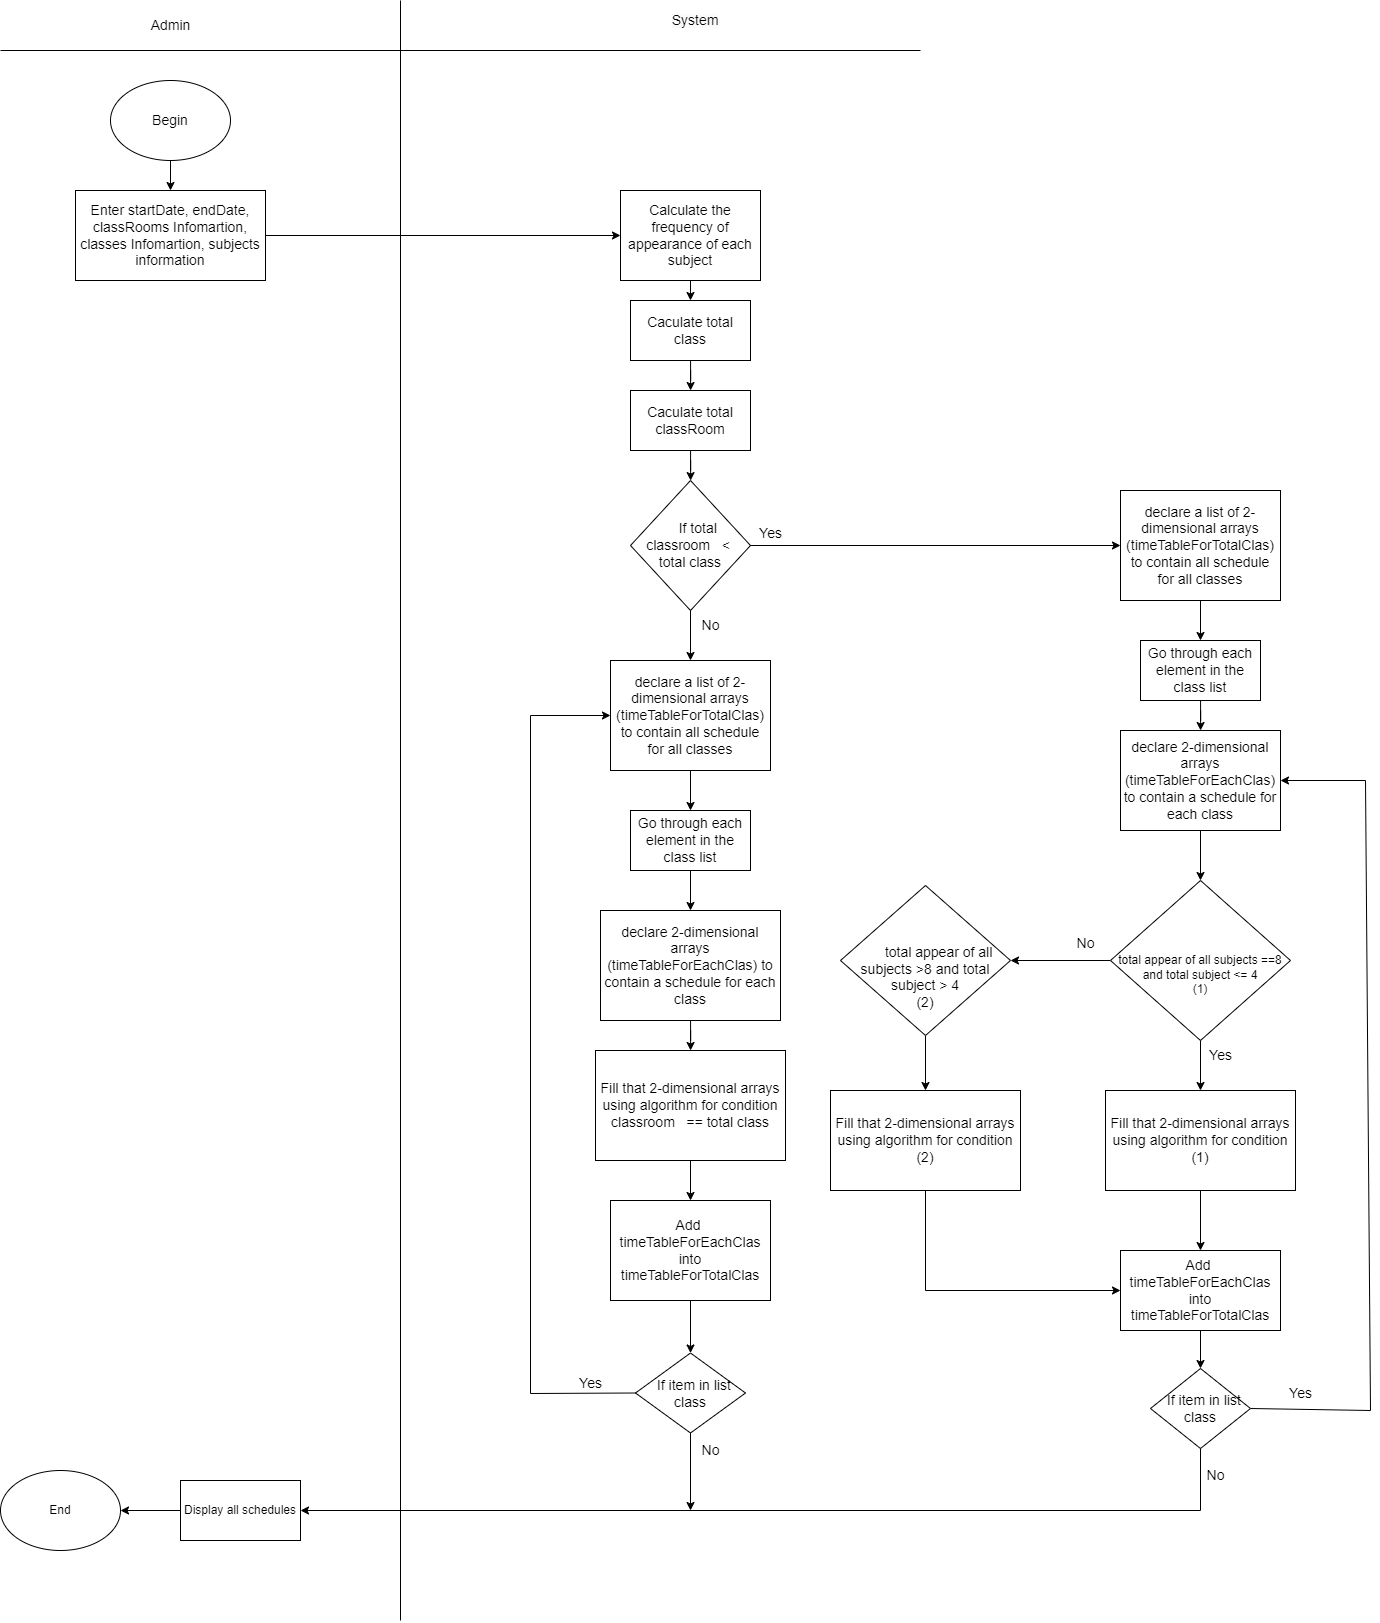 Admin
System
Begin
Enter startDate, endDate,
classRooms Infomartion,
classes Infomartion, subjects
information
Calculate the
frequency of
appearance of each
subject
Caculate total
class
Caculate total
classRoom
If total
classroom   <
total class
Yes
No
declare a list of 2-
dimensional arrays
(timeTableForTotalClas)
to contain all schedule
for all classes
Go through each
element in the
class list
declare 2-dimensional
arrays
(timeTableForEachClas) to
contain a schedule for each
class
Fill that 2-dimensional arrays
using algorithm for condition
classroom   == total class
Add
timeTableForEachClas
into
timeTableForTotalClas
If item in list
class
Yes
No
declare a list of 2-
dimensional arrays
(timeTableForTotalClas)
to contain all schedule
for all classes
Go through each
element in the
class list
declare 2-dimensional
arrays
(timeTableForEachClas)
to contain a schedule for
each class
total appear of all subjects ==8
and total subject <= 4
(1)
No
Yes
total appear of all
subjects >8 and total
subject > 4
(2)
Fill that 2-dimensional arrays
using algorithm for condition
(2)
Fill that 2-dimensional arrays
using algorithm for condition
(1)
Add
timeTableForEachClas
into
timeTableForTotalClas
If item in list
class
Yes
No
Display all schedules
End